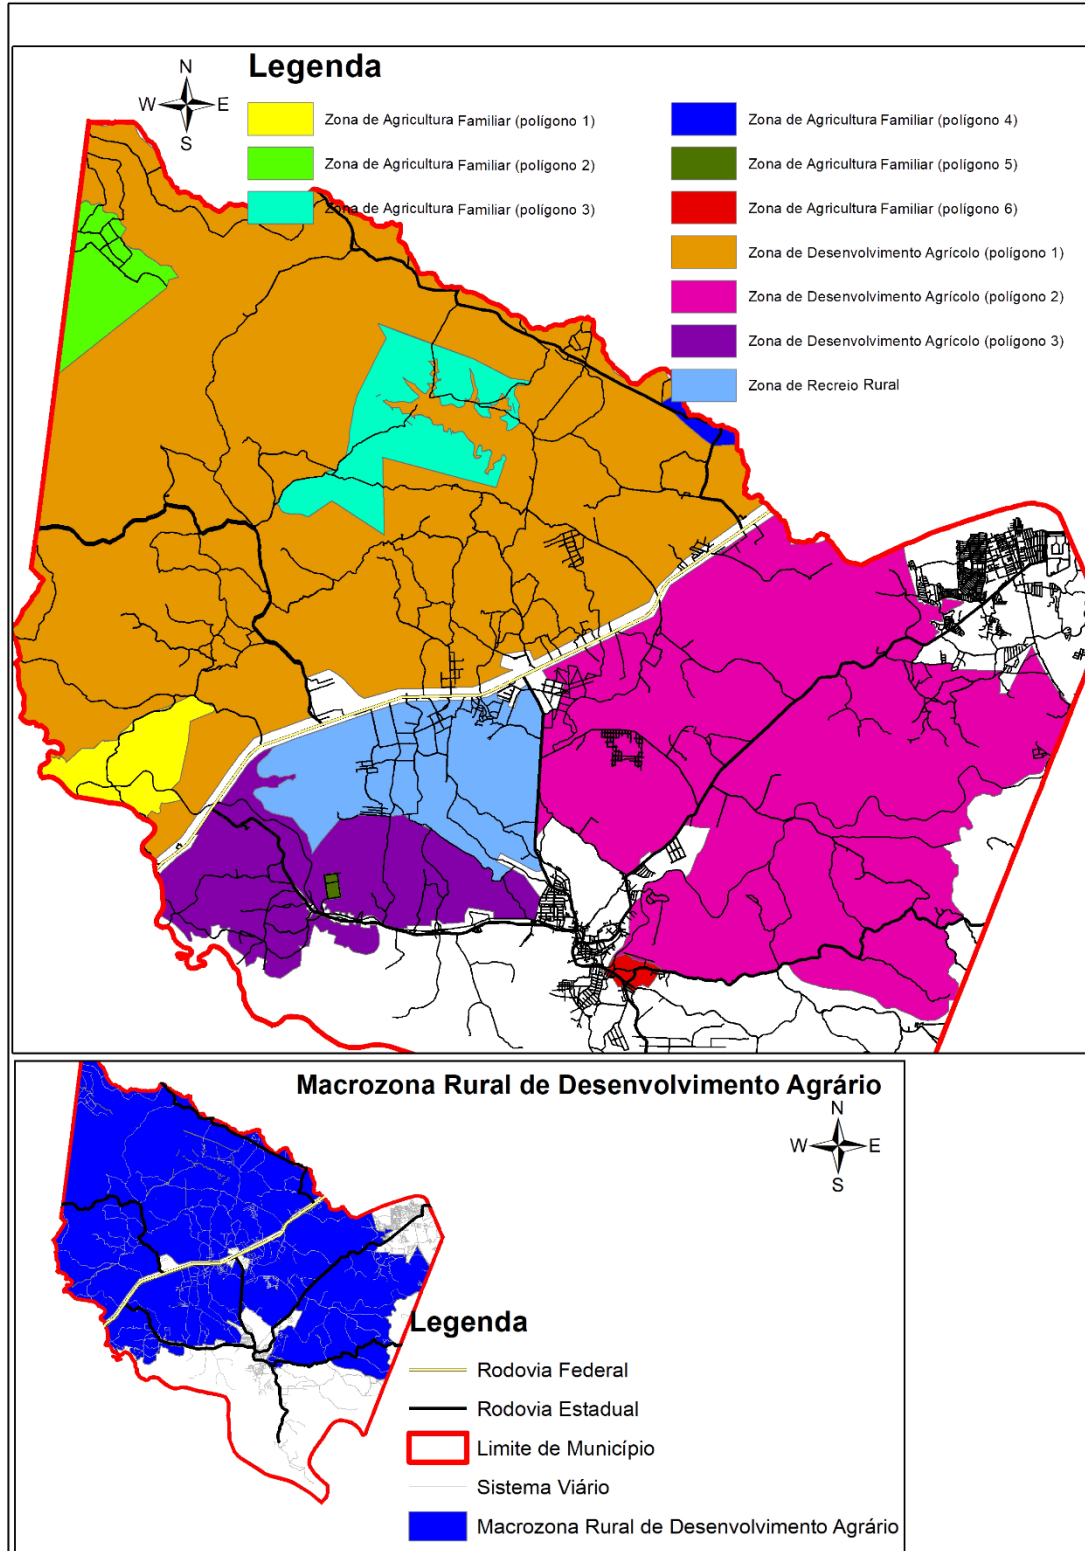 Legenda
N
W E
S
Zona de Agricultura Familiar (polígono 1)
Zona de Agricultura Familiar (polígono 2)
Zona de Agricultura Familiar (polígono 3)
Zona de Agricultura Familiar (polígono 4)
Zona de Agricultura Familiar (polígono 5)
Zona de Agricultura Familiar (polígono 6)
Zona de Desenvolvimento Agrícolo (polígono 1)
Zona de Desenvolvimento Agrícolo (polígono 2)
Zona de Desenvolvimento Agrícolo (polígono 3)
Zona de Recreio Rural
Macrozona Rural de Desenvolvimento Agrário
N
W E
S
Legenda
Rodovia Federal
Rodovia Estadual
Limite de Município
Sistema Viário
Macrozona Rural de Desenvolvimento Agrário